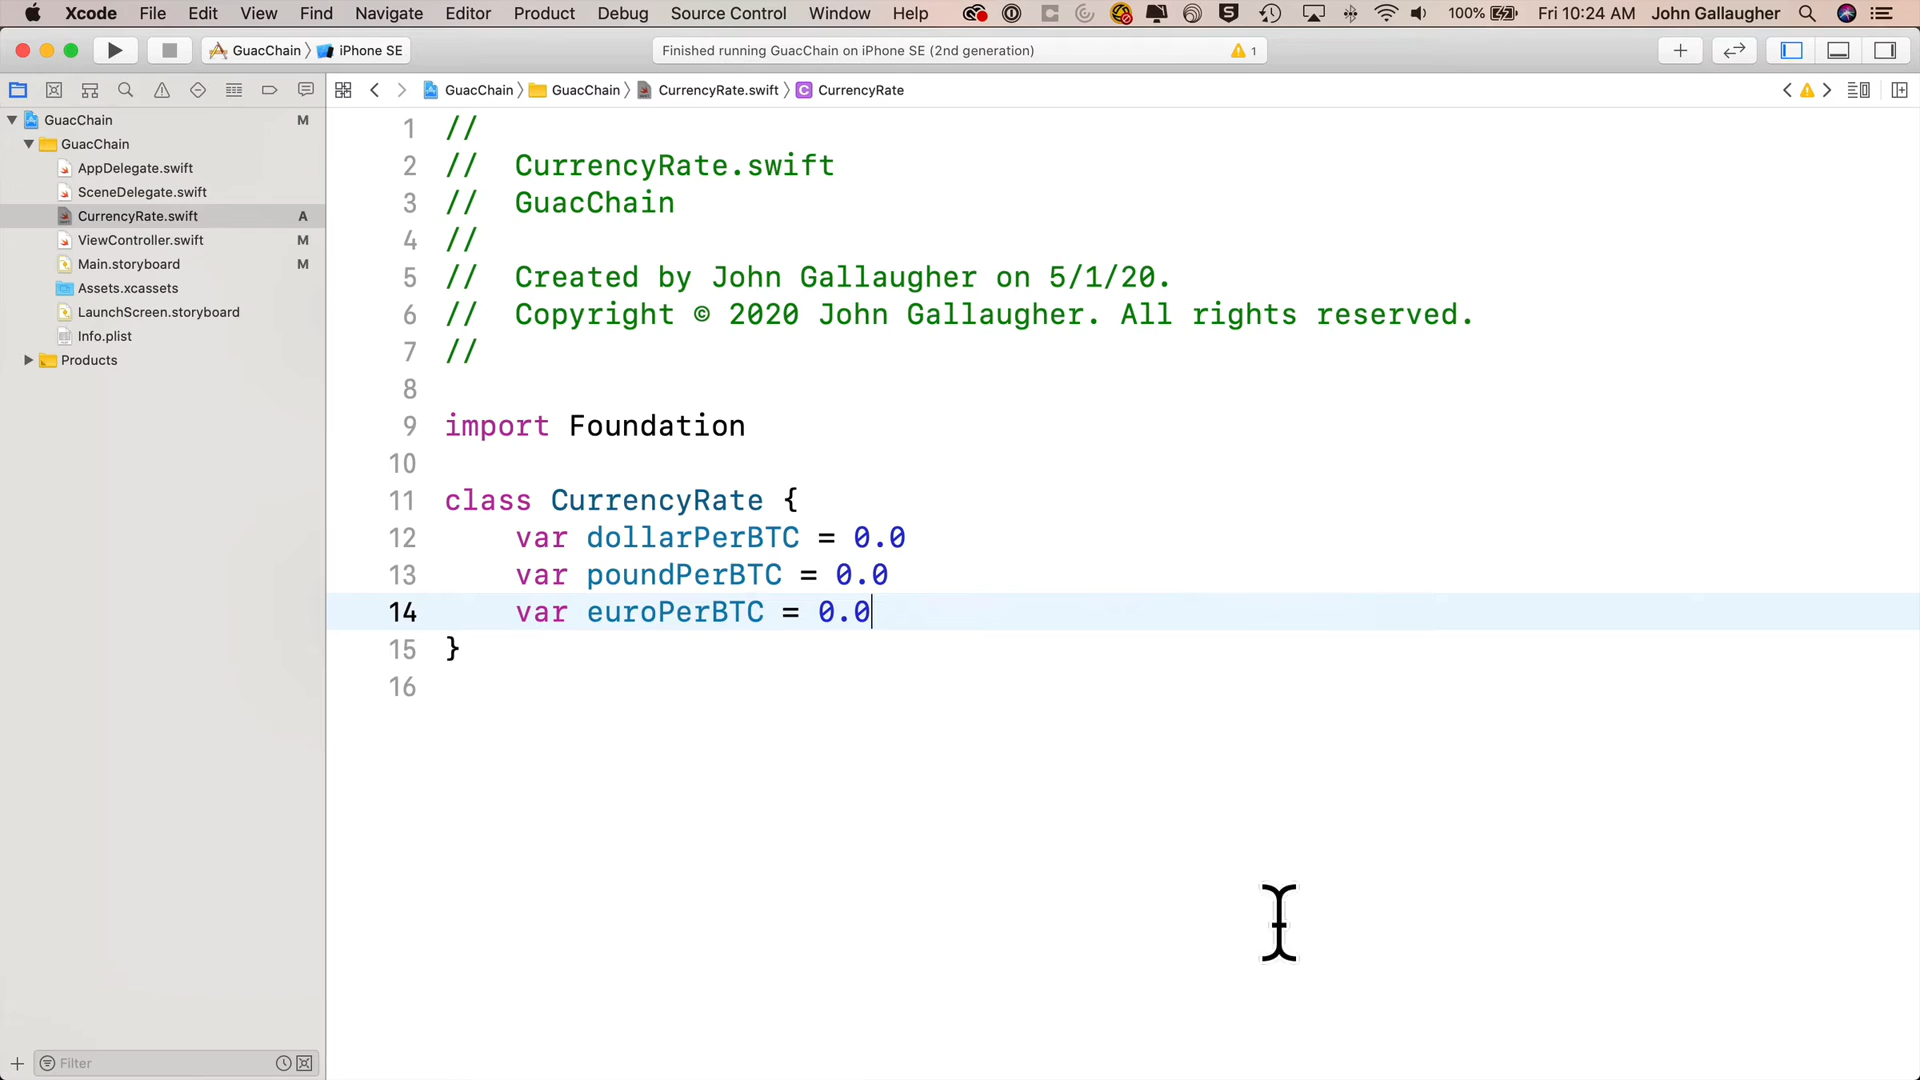 Xcode File Edit View Find Navigate Editor Product Debug Source Control Window Help 100% Fri 10:24 AM John Gallaugher
GuacChain iPhone SE Finished running GuacChain on iPhone SE (2nd generation) 1
GuacChain GuacChain CurrencyRate.swift C CurrencyRate
GuacChain M
GuacChain
AppDelegate.swift
SceneDelegate.swift
CurrencyRate.swift A
ViewController.swift M
Main.storyboard M
Assets.xcassets
LaunchScreen.storyboard
Info.plist
Products
Filter
1 //
2 // CurrencyRate.swift
3 // GuacChain
4 //
5 // Created by John Gallaugher on 5/1/20.
6 // Copyright © 2020 John Gallaugher. All rights reserved.
7 //
8
9 import Foundation
10
11 class CurrencyRate {
12 var dollarPerBTC = 0.0
13 var poundPerBTC = 0.0
14 var euroPerBTC = 0.0
15 }
16